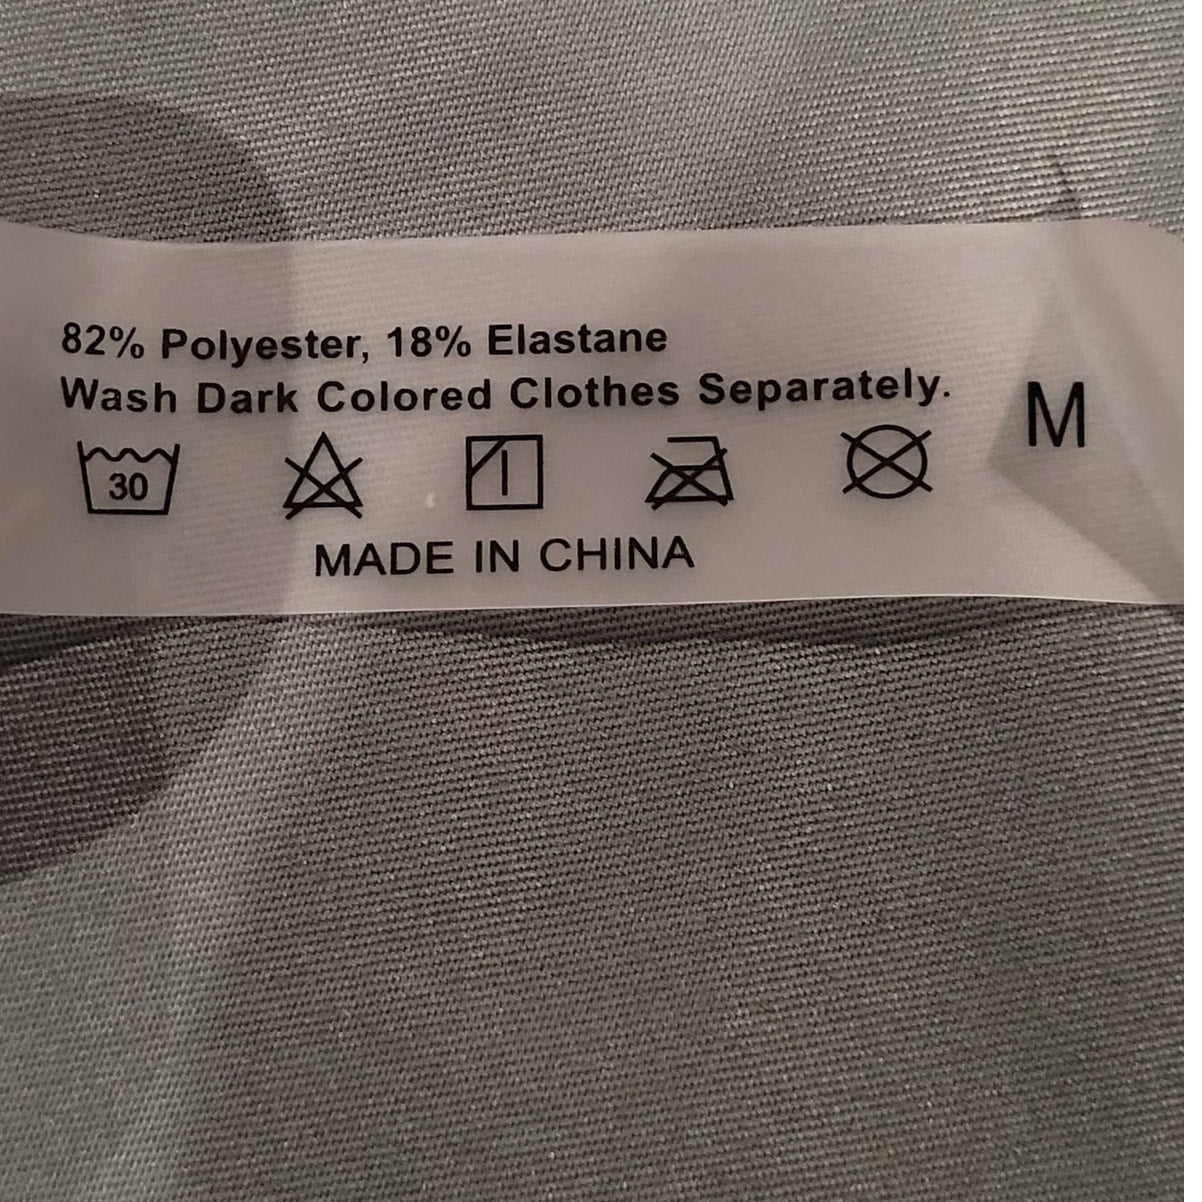 82% Polyester, 18% Elastane
Wash Dark Colored Clothes Separately.
M
30
MADE IN CHINA